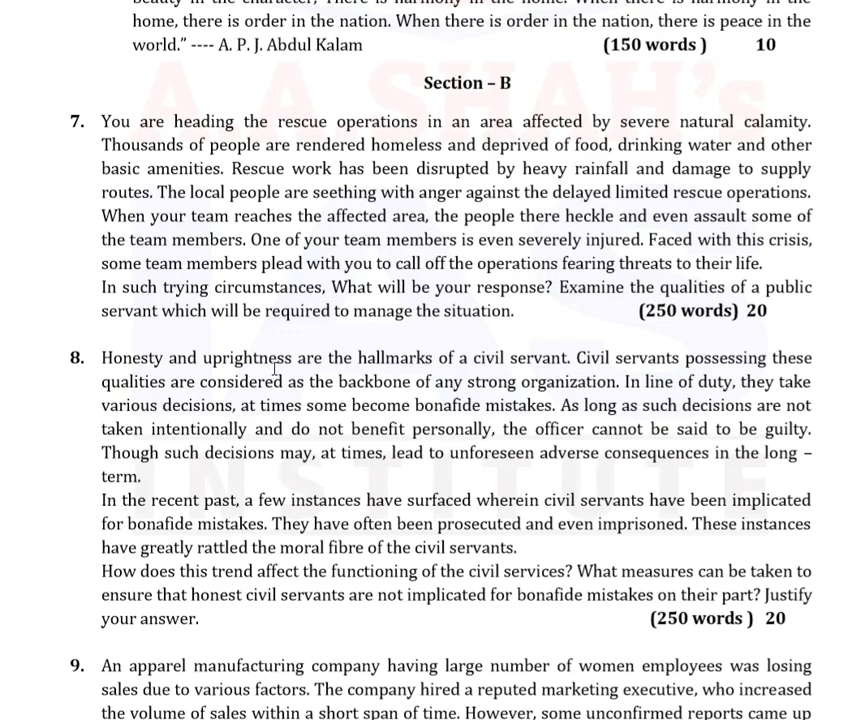 home, there is order in the nation. When there is order in the nation, there is peace in the
world.” ---- A. P. J. Abdul Kalam (150 words ) 10
Section – B
7. You are heading the rescue operations in an area affected by severe natural calamity.
Thousands of people are rendered homeless and deprived of food, drinking water and other
basic amenities. Rescue work has been disrupted by heavy rainfall and damage to supply
routes. The local people are seething with anger against the delayed limited rescue operations.
When your team reaches the affected area, the people there heckle and even assault some of
the team members. One of your team members is even severely injured. Faced with this crisis,
some team members plead with you to call off the operations fearing threats to their life.
In such trying circumstances, What will be your response? Examine the qualities of a public
servant which will be required to manage the situation. (250 words) 20
8. Honesty and uprightness are the hallmarks of a civil servant. Civil servants possessing these
qualities are considered as the backbone of any strong organization. In line of duty, they take
various decisions, at times some become bonafide mistakes. As long as such decisions are not
taken intentionally and do not benefit personally, the officer cannot be said to be guilty.
Though such decisions may, at times, lead to unforeseen adverse consequences in the long –
term.
In the recent past, a few instances have surfaced wherein civil servants have been implicated
for bonafide mistakes. They have often been prosecuted and even imprisoned. These instances
have greatly rattled the moral fibre of the civil servants.
How does this trend affect the functioning of the civil services? What measures can be taken to
ensure that honest civil servants are not implicated for bonafide mistakes on their part? Justify
your answer. (250 words ) 20
9. An apparel manufacturing company having large number of women employees was losing
sales due to various factors. The company hired a reputed marketing executive, who increased
the volume of sales within a short span of time. However, some unconfirmed reports came up